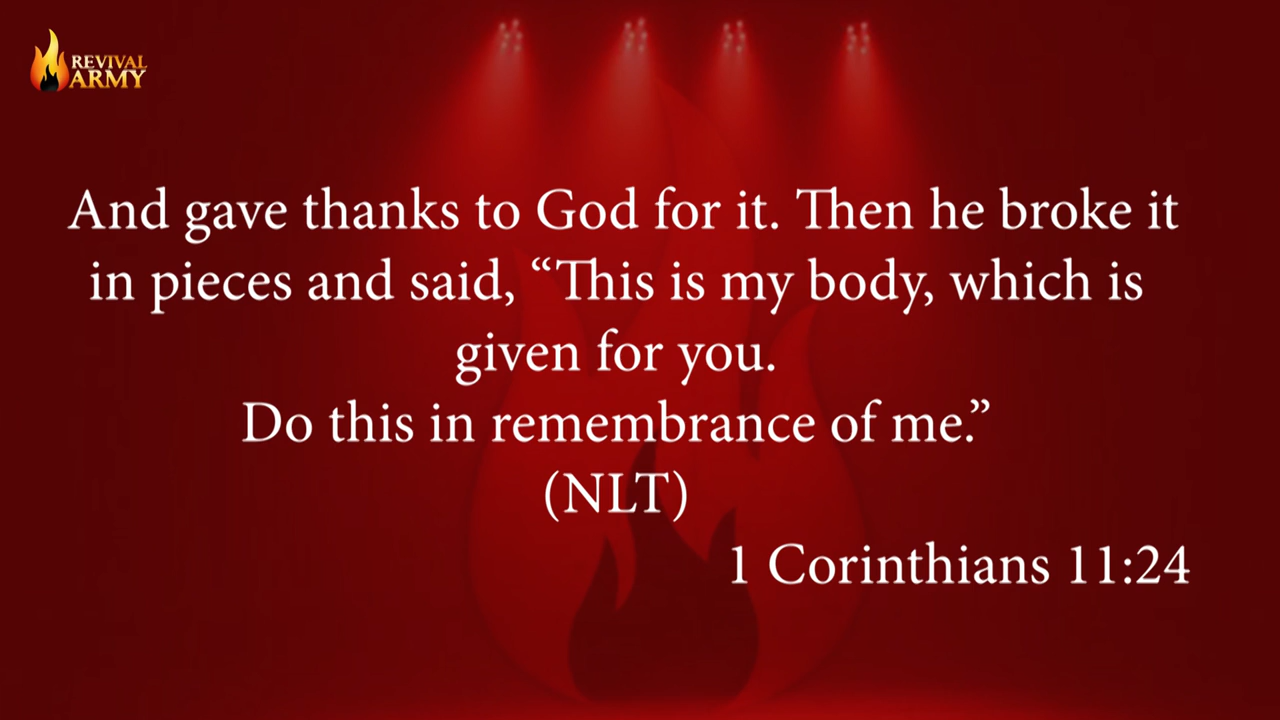 REVIVAL
ARMY
And gave thanks to God for it. Then he broke it
in pieces and said, “This is my body, which is
given for you.
Do this in remembrance of me.”
(NLT)
1 Corinthians 11:24